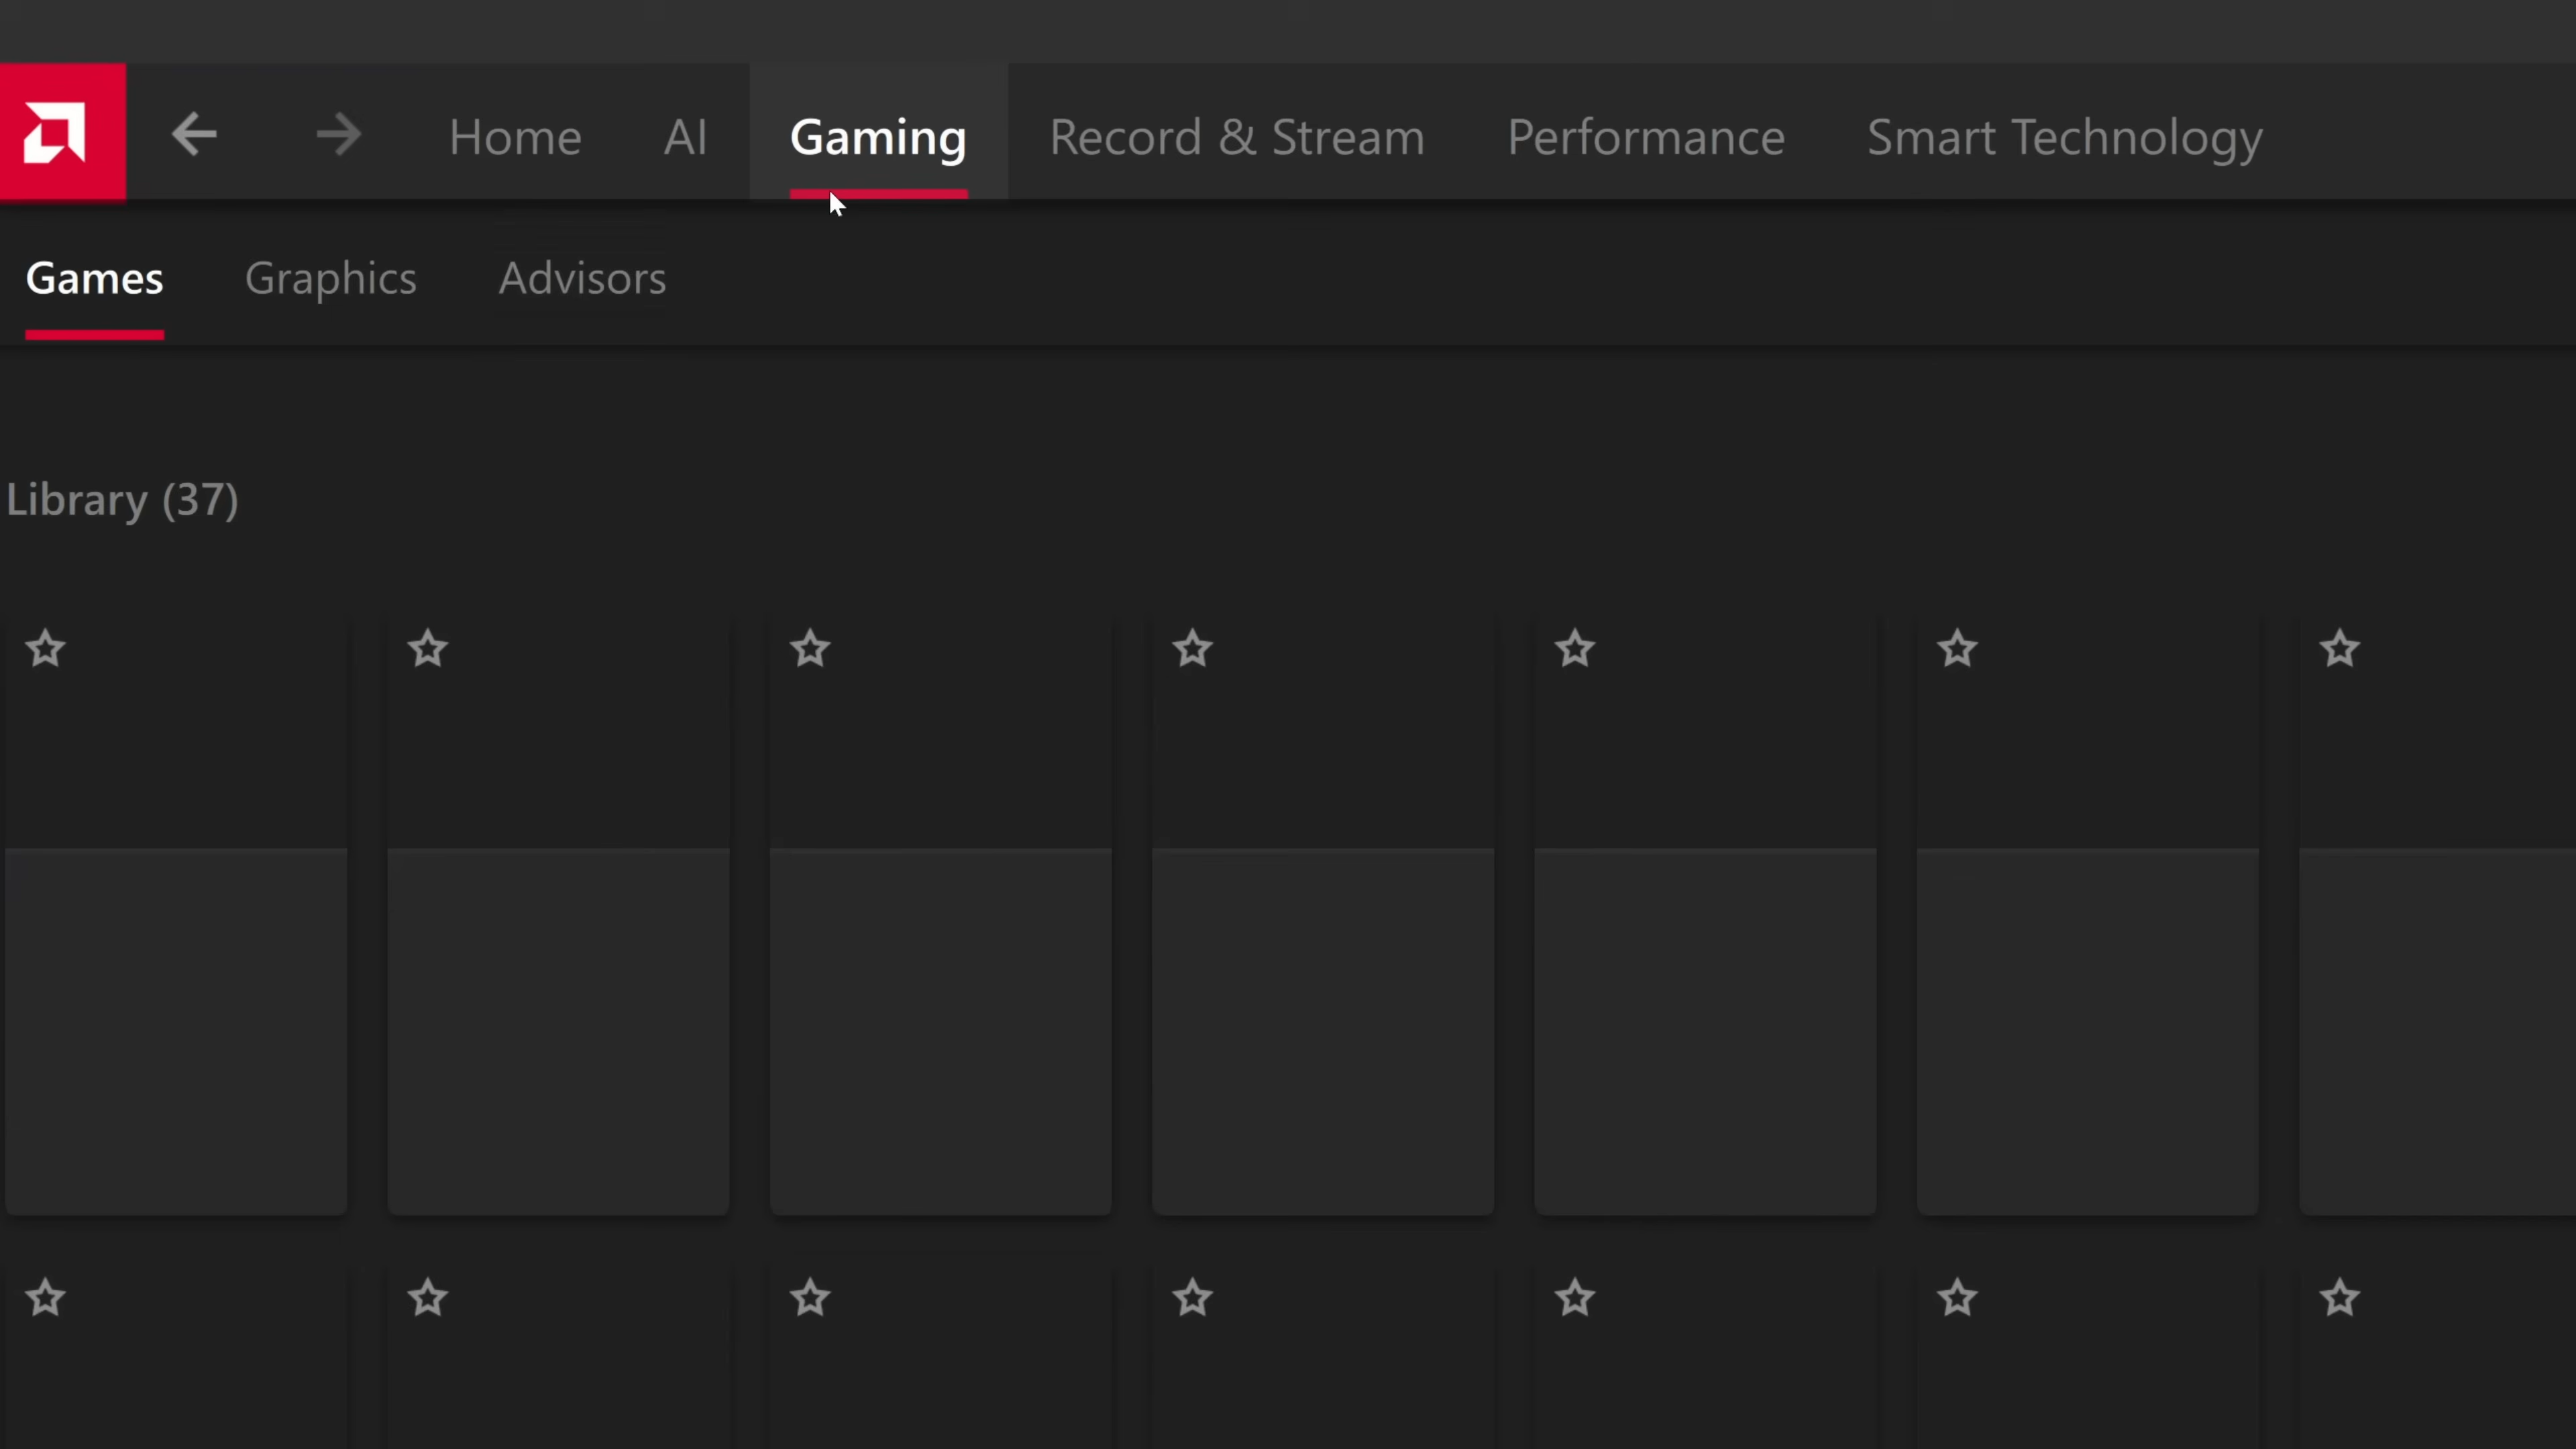 Home AI Gaming Record & Stream Performance Smart Technology
Games Graphics Advisors
Library (37)